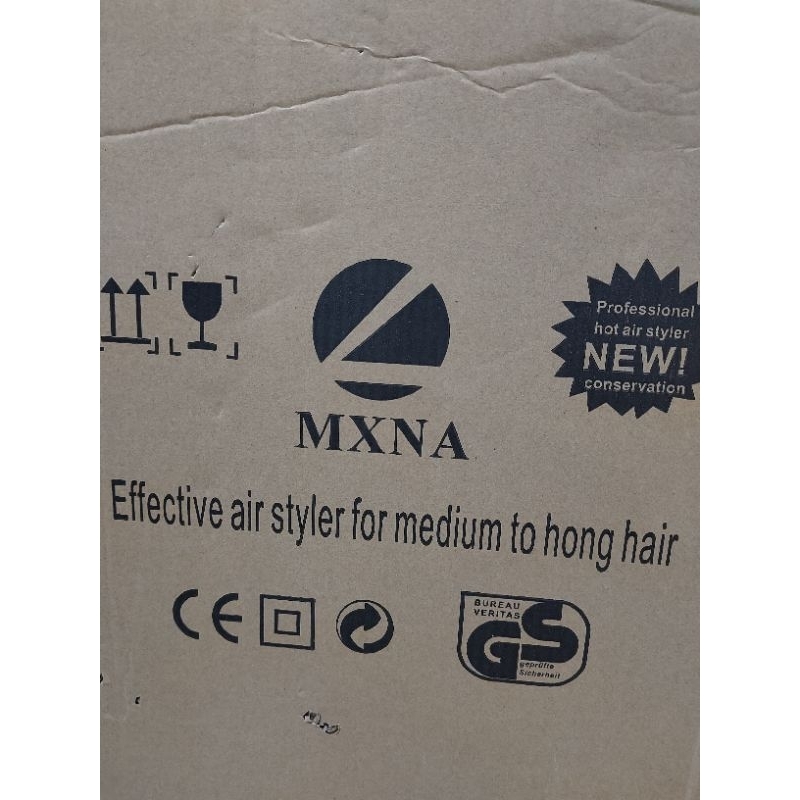 Professional
hot air styler
NEW!
conservation
MXNA
Effective air styler for medium to hong hair
CE
BUREAU
VERITAS
GS
geprüfte
Sicherheit